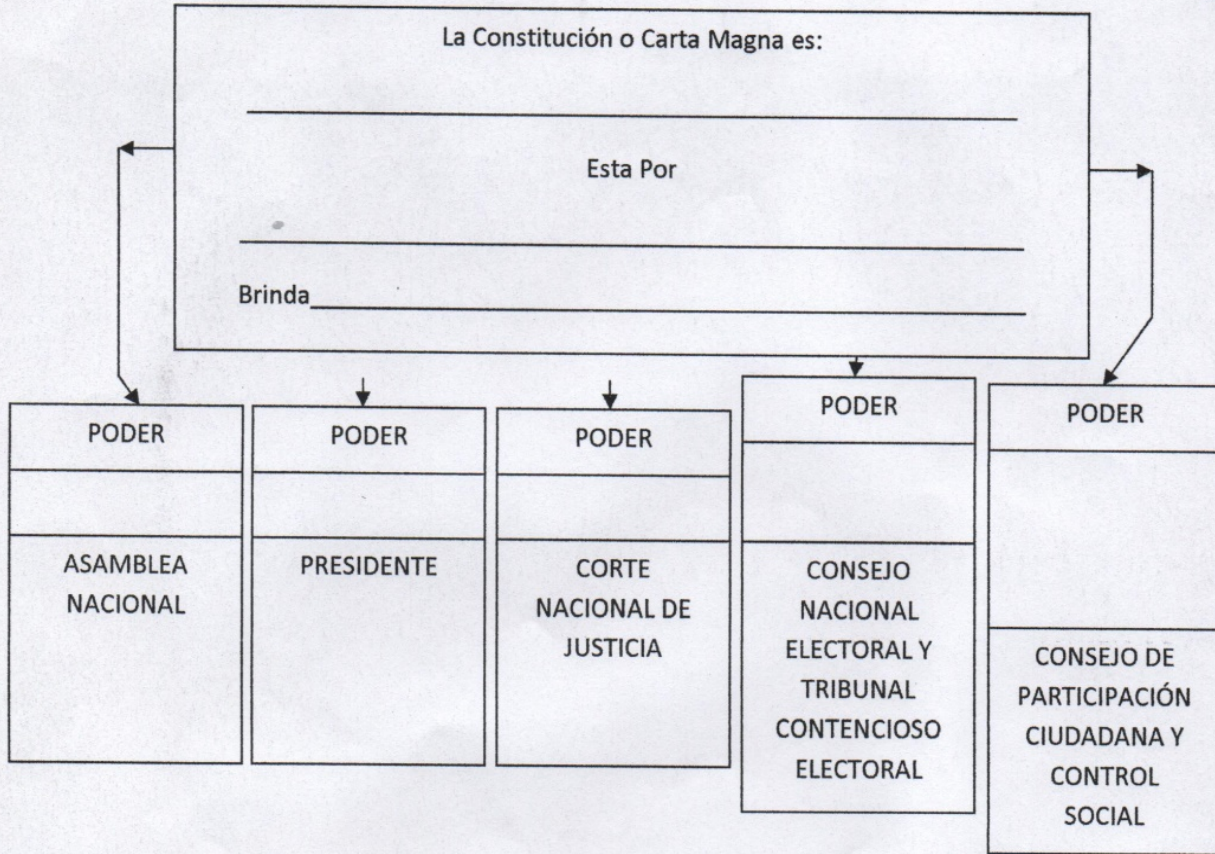 La Constitución o Carta Magna es:
Esta Por
Brinda
PODER
ASAMBLEA
NACIONAL
PODER
PRESIDENTE
PODER
CORTE
NACIONAL DE
JUSTICIA
PODER
CONSEJO
NACIONAL
ELECTORAL Y
TRIBUNAL
CONTENCIOSO
ELECTORAL
PODER
CONSEJO DE
PARTICIPACIÓN
CIUDADANA Y
CONTROL
SOCIAL